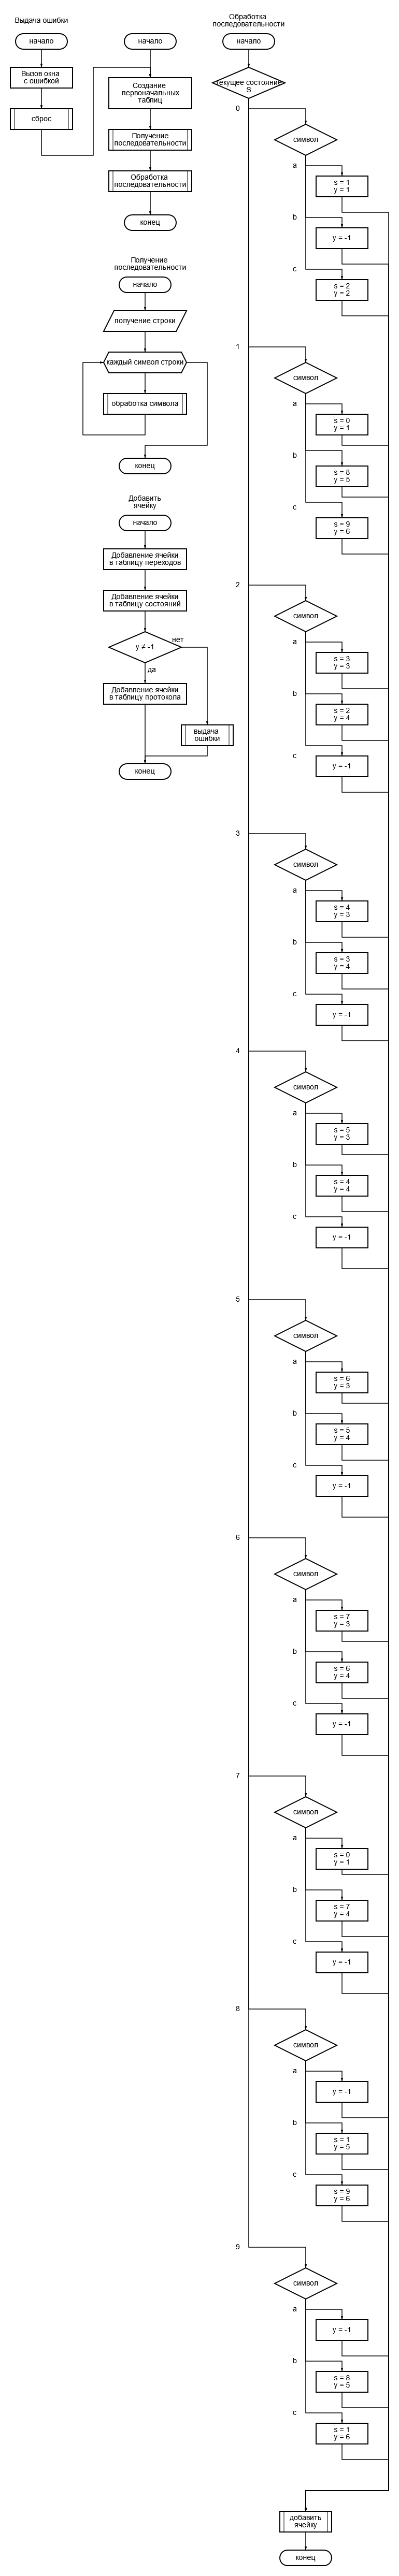 Выдача ошибки
начало
Вызов окна
с ошибкой
сброс
начало
Создание
первоначальных
таблиц
Получение
последовательности
Обработка
последовательности
конец
Получение
последовательности
начало
получение строки
каждый символ строки
обработка символа
конец
Добавить
ячейку
начало
Добавление ячейки
в таблицу переходов
Добавление ячейки
в таблицу состояний
y ≠ -1
нет
да
Добавление ячейки
в таблицу протокола
выдача
ошибки
конец
Обработка
последовательности
начало
текущее состояние
S
0
символ
a
s = 1
y = 1
b
y = -1
c
s = 2
y = 2
1
символ
a
s = 0
y = 1
b
s = 8
y = 5
c
s = 9
y = 6
2
символ
a
s = 3
y = 3
b
s = 2
y = 4
c
y = -1
3
символ
a
s = 4
y = 3
b
s = 3
y = 4
c
y = -1
4
символ
a
s = 5
y = 3
b
s = 4
y = 4
c
y = -1
5
символ
a
s = 6
y = 3
b
s = 5
y = 4
c
y = -1
6
символ
a
s = 7
y = 3
b
s = 6
y = 4
c
y = -1
7
символ
a
s = 0
y = 1
b
s = 7
y = 4
c
y = -1
8
символ
a
y = -1
b
s = 1
y = 5
c
s = 9
y = 6
9
символ
a
y = -1
b
s = 8
y = 5
c
s = 1
y = 6
добавить
ячейку
конец